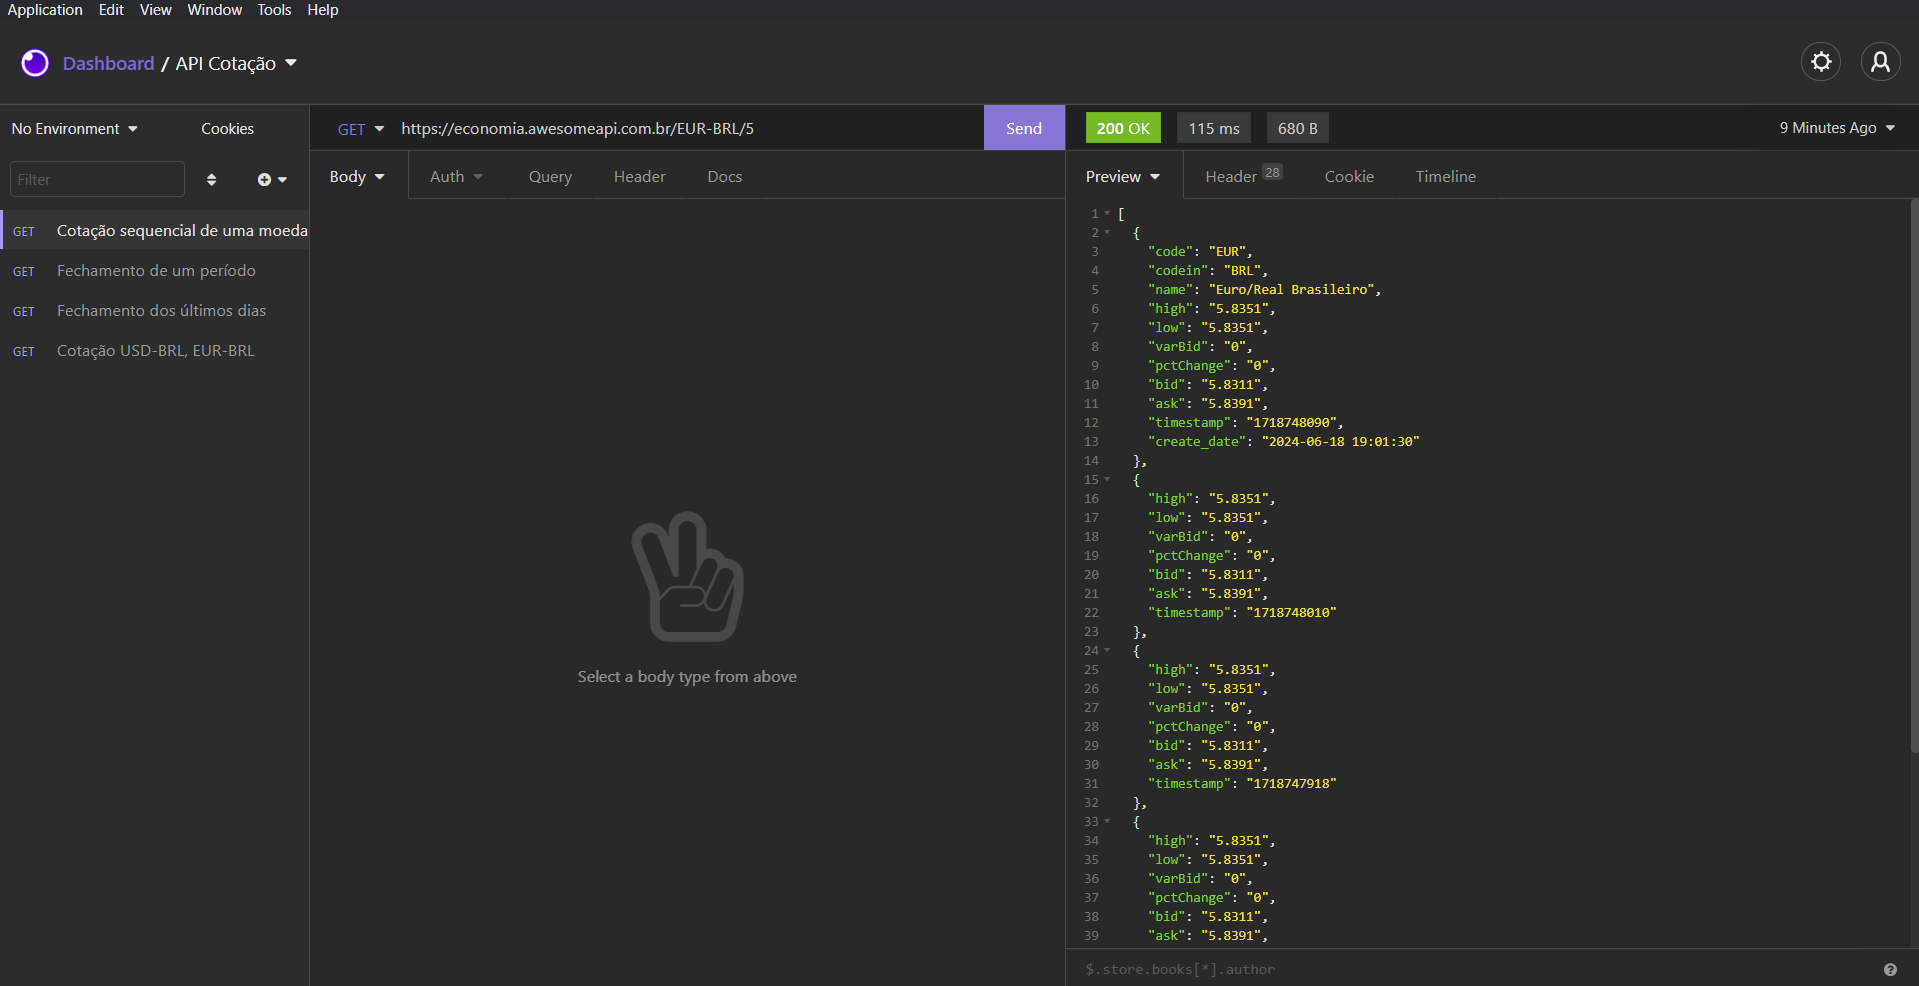 Application Edit View Window Tools Help
Dashboard / API Cotação
No Environment Cookies
Filter
GET Cotação sequencial de uma moeda
GET Fechamento de um período
GET Fechamento dos últimos dias
GET Cotação USD-BRL, EUR-BRL
GET https://economia.awesomeapi.com.br/EUR-BRL/5 Send
Body Auth Query Header Docs
Select a body type from above
200 OK 115 ms 680 B 9 Minutes Ago
Preview Header 28 Cookie Timeline
1 [
2 {
3 "code": "EUR",
4 "codein": "BRL",
5 "name": "Euro/Real Brasileiro",
6 "high": "5.8351",
7 "low": "5.8351",
8 "varBid": "0",
9 "pctChange": "0",
10 "bid": "5.8311",
11 "ask": "5.8391",
12 "timestamp": "1718748090",
13 "create_date": "2024-06-18 19:01:30"
14 },
15 {
16 "high": "5.8351",
17 "low": "5.8351",
18 "varBid": "0",
19 "pctChange": "0",
20 "bid": "5.8311",
21 "ask": "5.8391",
22 "timestamp": "1718748010"
23 },
24 {
25 "high": "5.8351",
26 "low": "5.8351",
27 "varBid": "0",
28 "pctChange": "0",
29 "bid": "5.8311",
30 "ask": "5.8391",
31 "timestamp": "1718747918"
32 },
33 {
34 "high": "5.8351",
35 "low": "5.8351",
36 "varBid": "0",
37 "pctChange": "0",
38 "bid": "5.8311",
39 "ask": "5.8391",
$.store.books[*].author